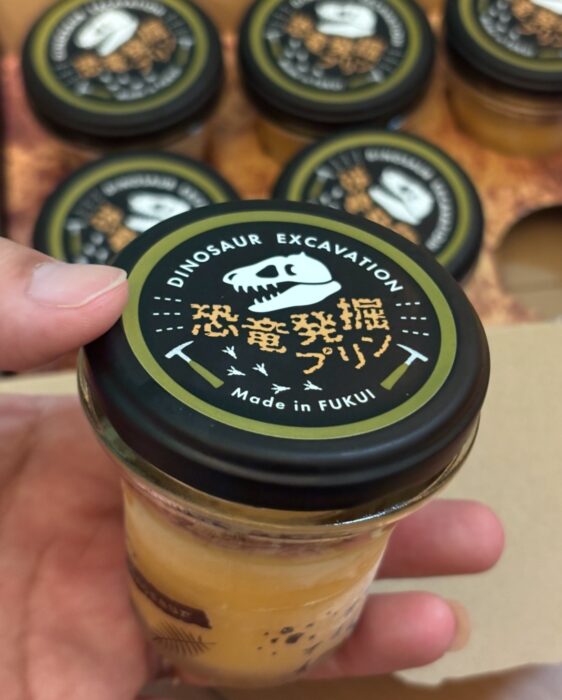 DINOSAUR EXCAVATION
恐竜発掘
プリン
Made in FUKUI